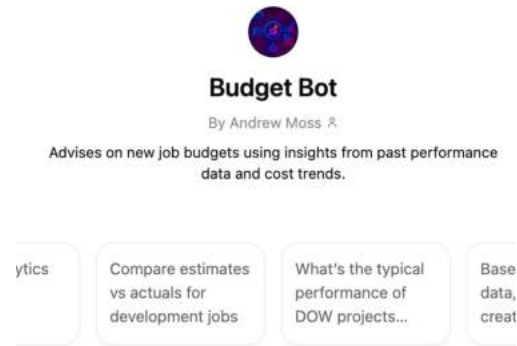 Budget Bot
By Andrew Moss
Advises on new job budgets using insights from past performance
data and cost trends.
ytics
Compare estimates
vs actuals for
development jobs
What's the typical
performance of
DOW projects...
Base
data,
creat